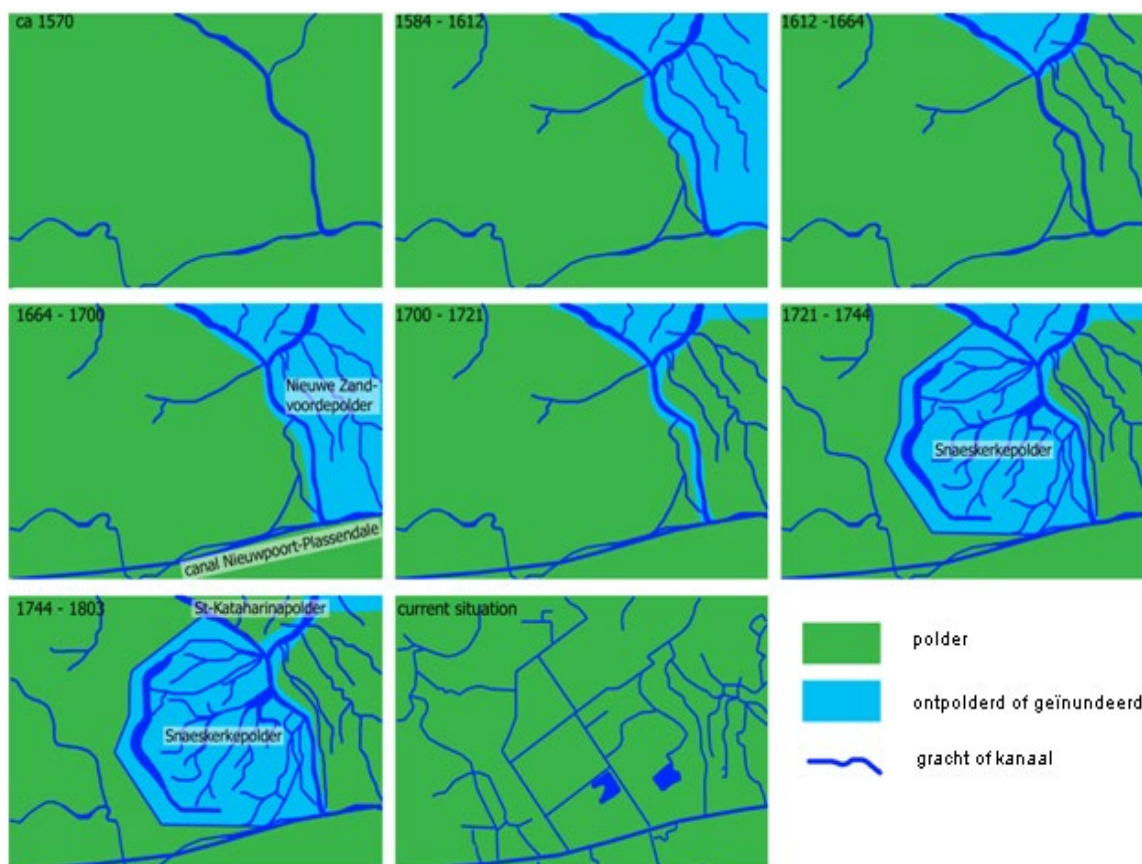 ca 1570
1584 - 1612
1612 -1664
1664 - 1700
Nieuwe Zand-
voordepolder
canal Nieuwpoort-Plassendale
1700 - 1721
1721 - 1744
Snaeskerkepolder
1744 - 1803
St-Kataharinapolder
Snaeskerkepolder
current situation
polder
ontpolderd of geïnundeerd
gracht of kanaal